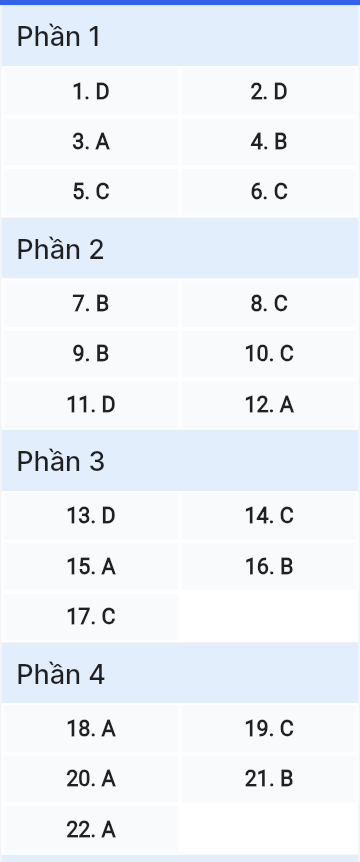 Phần 1
1. D 2. D
3. A 4. B
5. C 6. C
Phần 2
7. B 8. C
9. B 10. C
11. D 12. A
Phần 3
13. D 14. C
15. A 16. B
17. C
Phần 4
18. A 19. C
20. A 21. B
22. A